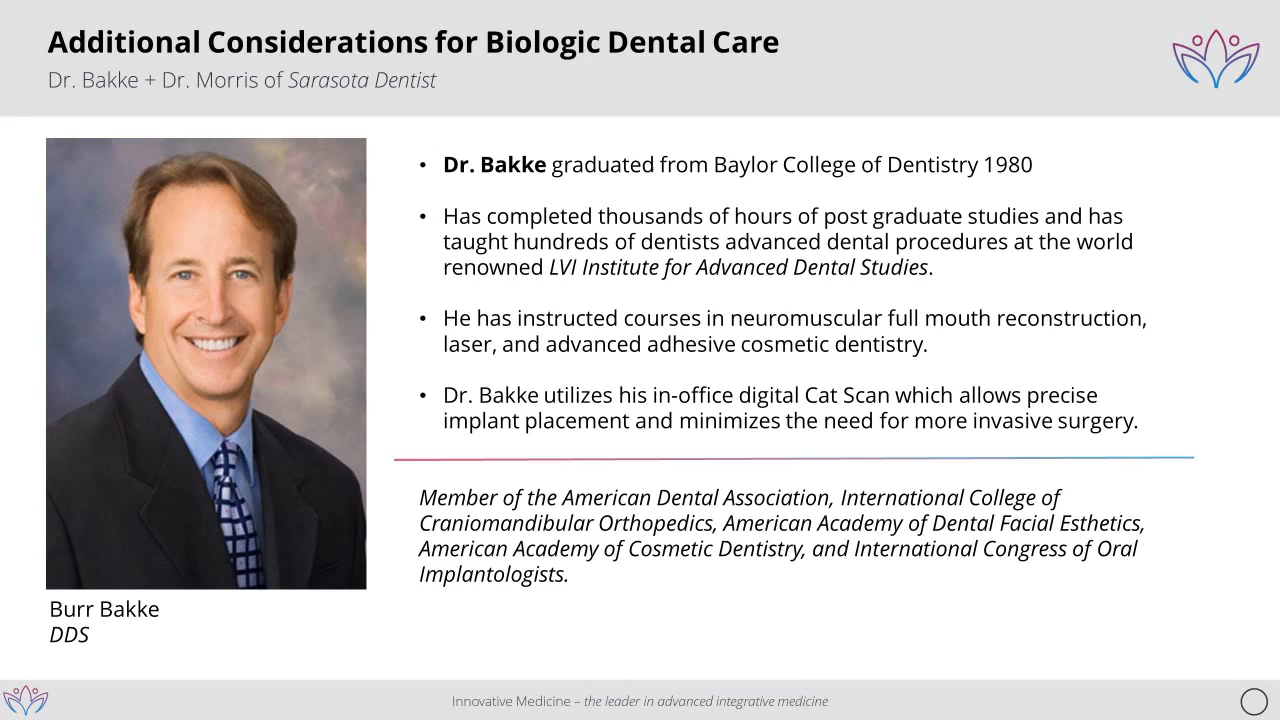 Additional Considerations for Biologic Dental Care
Dr. Bakke + Dr. Morris of Sarasota Dentist
• Dr. Bakke graduated from Baylor College of Dentistry 1980
• Has completed thousands of hours of post graduate studies and has
taught hundreds of dentists advanced dental procedures at the world
renowned LVI Institute for Advanced Dental Studies.
• He has instructed courses in neuromuscular full mouth reconstruction,
laser, and advanced adhesive cosmetic dentistry.
• Dr. Bakke utilizes his in-office digital Cat Scan which allows precise
implant placement and minimizes the need for more invasive surgery.
Member of the American Dental Association, International College of
Craniomandibular Orthopedics, American Academy of Dental Facial Esthetics,
American Academy of Cosmetic Dentistry, and International Congress of Oral
Implantologists.
Burr Bakke
DDS
Innovative Medicine – the leader in advanced integrative medicine